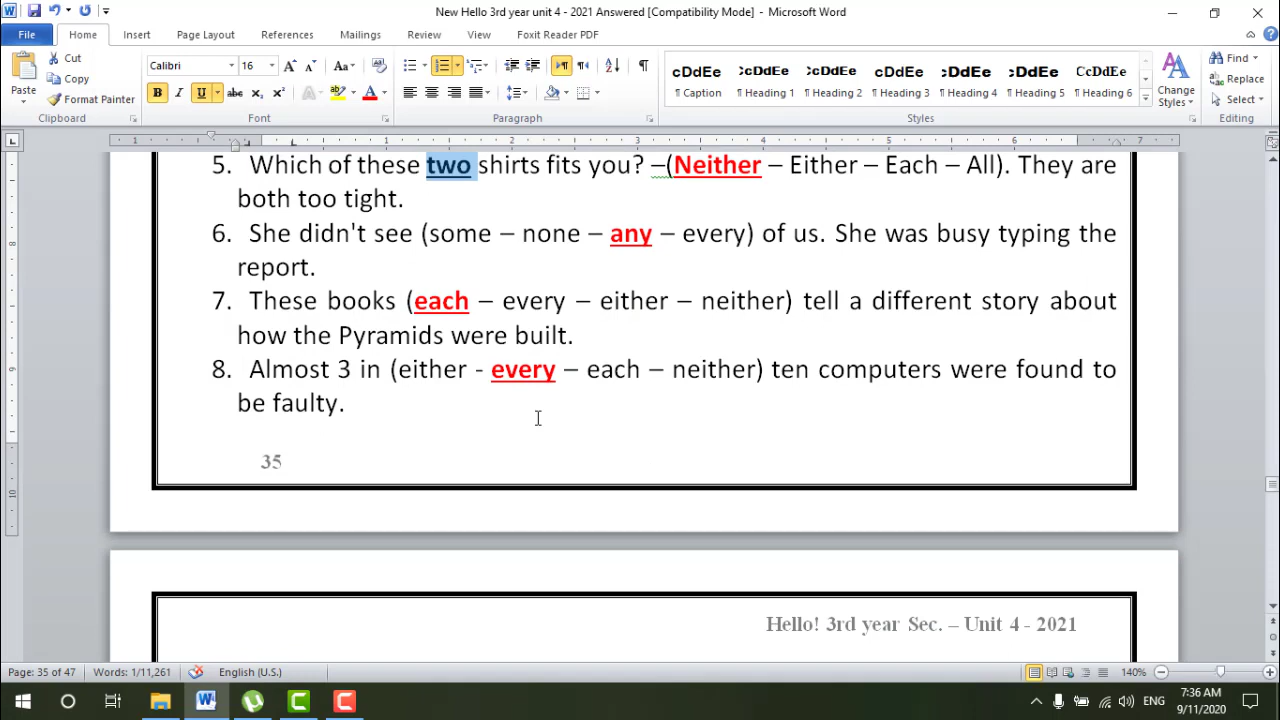 New Hello 3rd year unit 4 - 2021 Answered [Compatibility Mode] - Microsoft Word
File Home Insert Page Layout References Mailings Review View Foxit Reader PDF
Paste
Cut
Copy
Format Painter
Clipboard
Calibri 16
Font
Paragraph
cDdEe ¶ Caption
cDdEe ¶ Heading 1
cDdEe ¶ Heading 2
cDdEe ¶ Heading 3
cDdEe ¶ Heading 4
cDdEe ¶ Heading 5
CcDdEe ¶ Heading 6
Change Styles
Styles
Find
Replace
Select
Editing
5. Which of these two shirts fits you? –(Neither – Either – Each – All). They are
both too tight.
6. She didn't see (some – none – any – every) of us. She was busy typing the
report.
7. These books (each – every – either – neither) tell a different story about
how the Pyramids were built.
8. Almost 3 in (either - every – each – neither) ten computers were found to
be faulty.
35
Hello! 3rd year Sec. – Unit 4 - 2021
Page: 35 of 47 Words: 1/11,261 English (U.S.) 140%
ENG 7:36 AM
9/11/2020